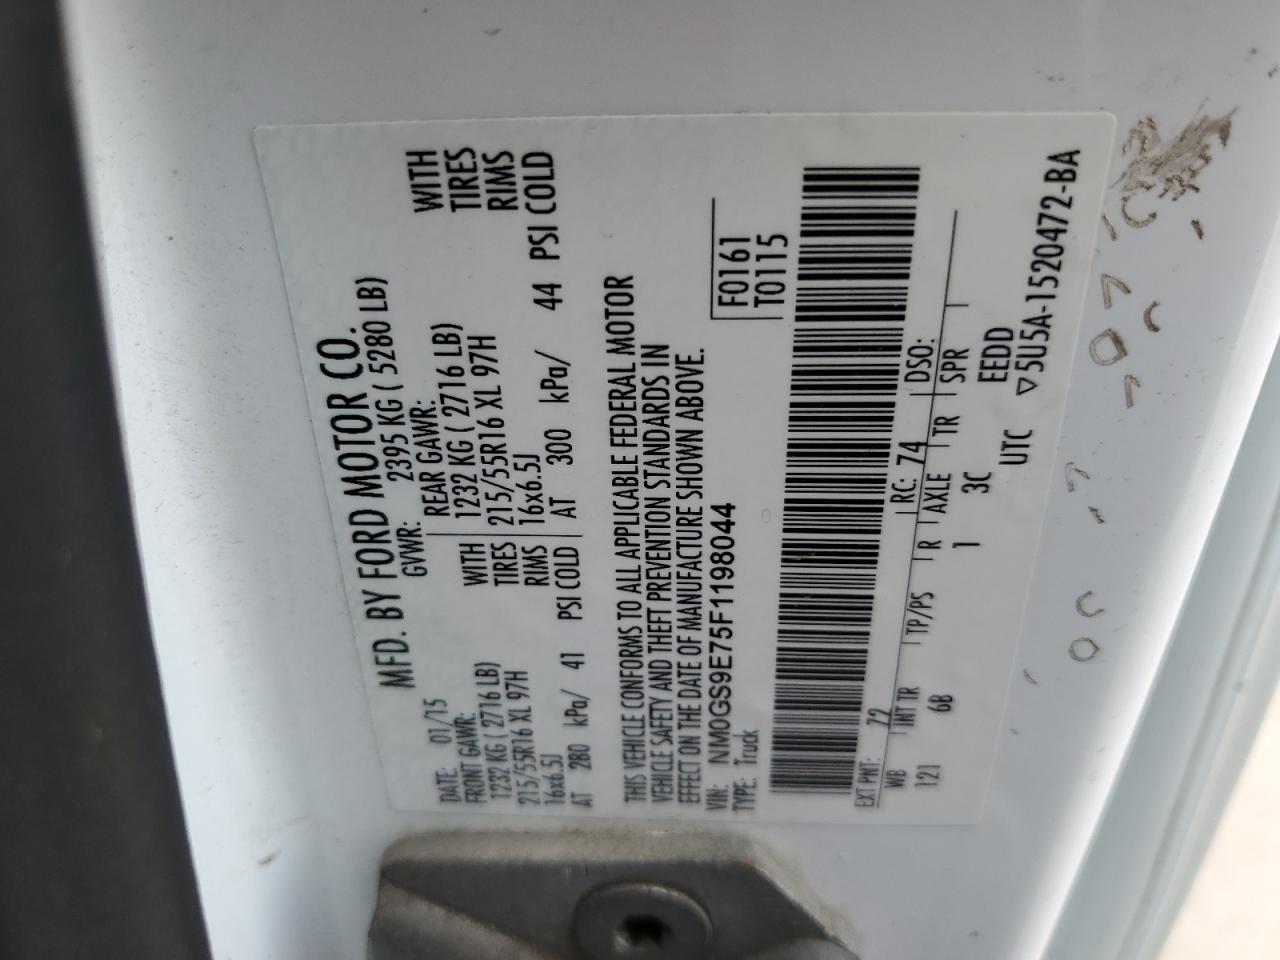 MFD. BY FORD MOTOR CO.
DATE: 01/15 GVWR: 2395 KG ( 5280 LB)
FRONT GAWR: REAR GAWR:
1232 KG ( 2716 LB) WITH 1232 KG ( 2716 LB) WITH
215/55R16 XL 97H TIRES 215/55R16 XL 97H TIRES
16x6.5J RIMS 16x6.5J RIMS
AT 280 kPa/ 41 PSI COLD AT 300 kPa/ 44 PSI COLD
THIS VEHICLE CONFORMS TO ALL APPLICABLE FEDERAL MOTOR
VEHICLE SAFETY AND THEFT PREVENTION STANDARDS IN
EFFECT ON THE DATE OF MANUFACTURE SHOWN ABOVE.
VIN: NM0GS9E75F1198044 F0161
TYPE: Truck T0115
EXT PNT: 72 RC: 74 DSO:
WB INT TR TP/PS R AXLE TR SPR
121 6B 1 3C EEDD
UTC ▽5U5A-1520472-BA